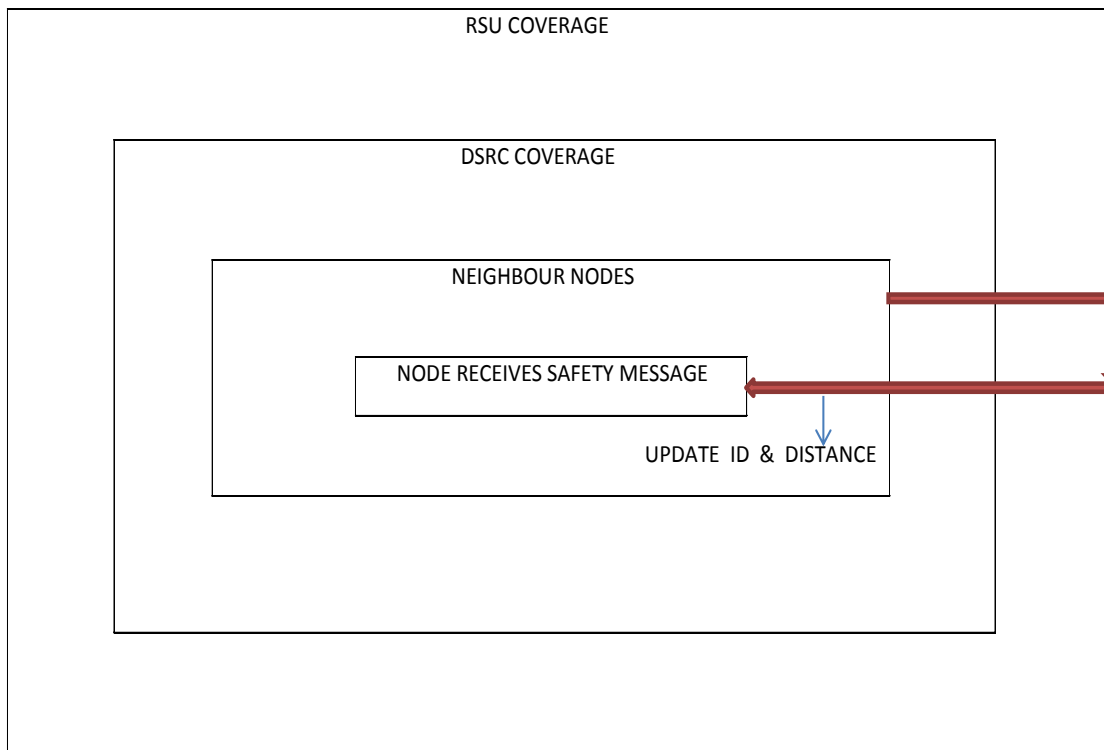 RSU COVERAGE
DSRC COVERAGE
NEIGHBOUR NODES
NODE RECEIVES SAFETY MESSAGE
UPDATE ID & DISTANCE